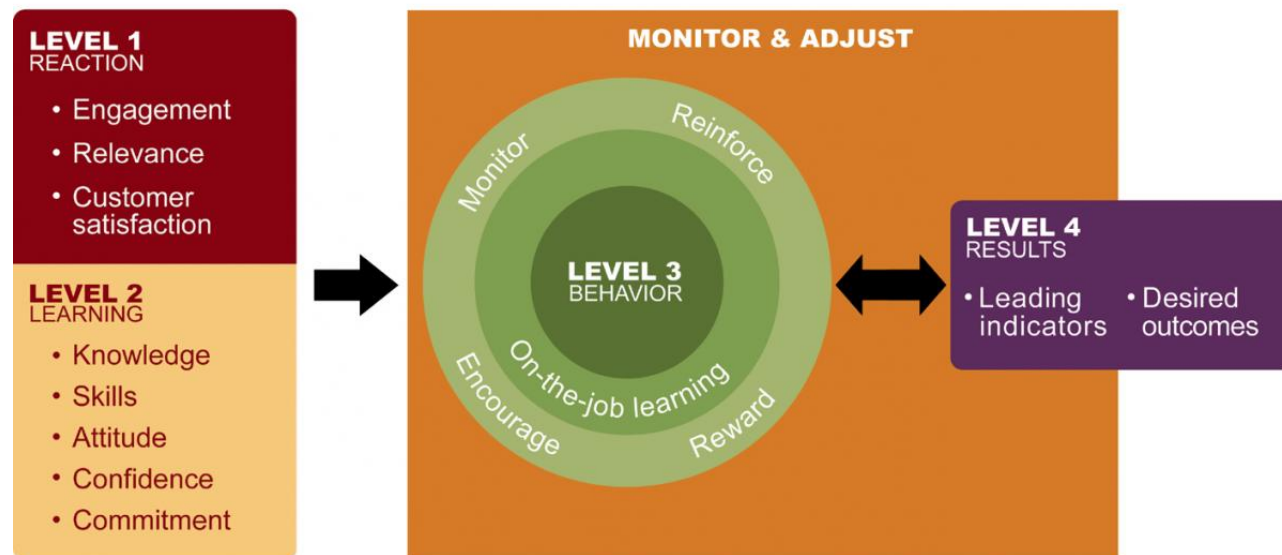 LEVEL 1
REACTION
• Engagement
• Relevance
• Customer
satisfaction
LEVEL 2
LEARNING
• Knowledge
• Skills
• Attitude
• Confidence
• Commitment
MONITOR & ADJUST
Monitor
Reinforce
LEVEL 3
BEHAVIOR
On-the-job learning
Encourage
Reward
LEVEL 4
RESULTS
• Leading
indicators
• Desired
outcomes